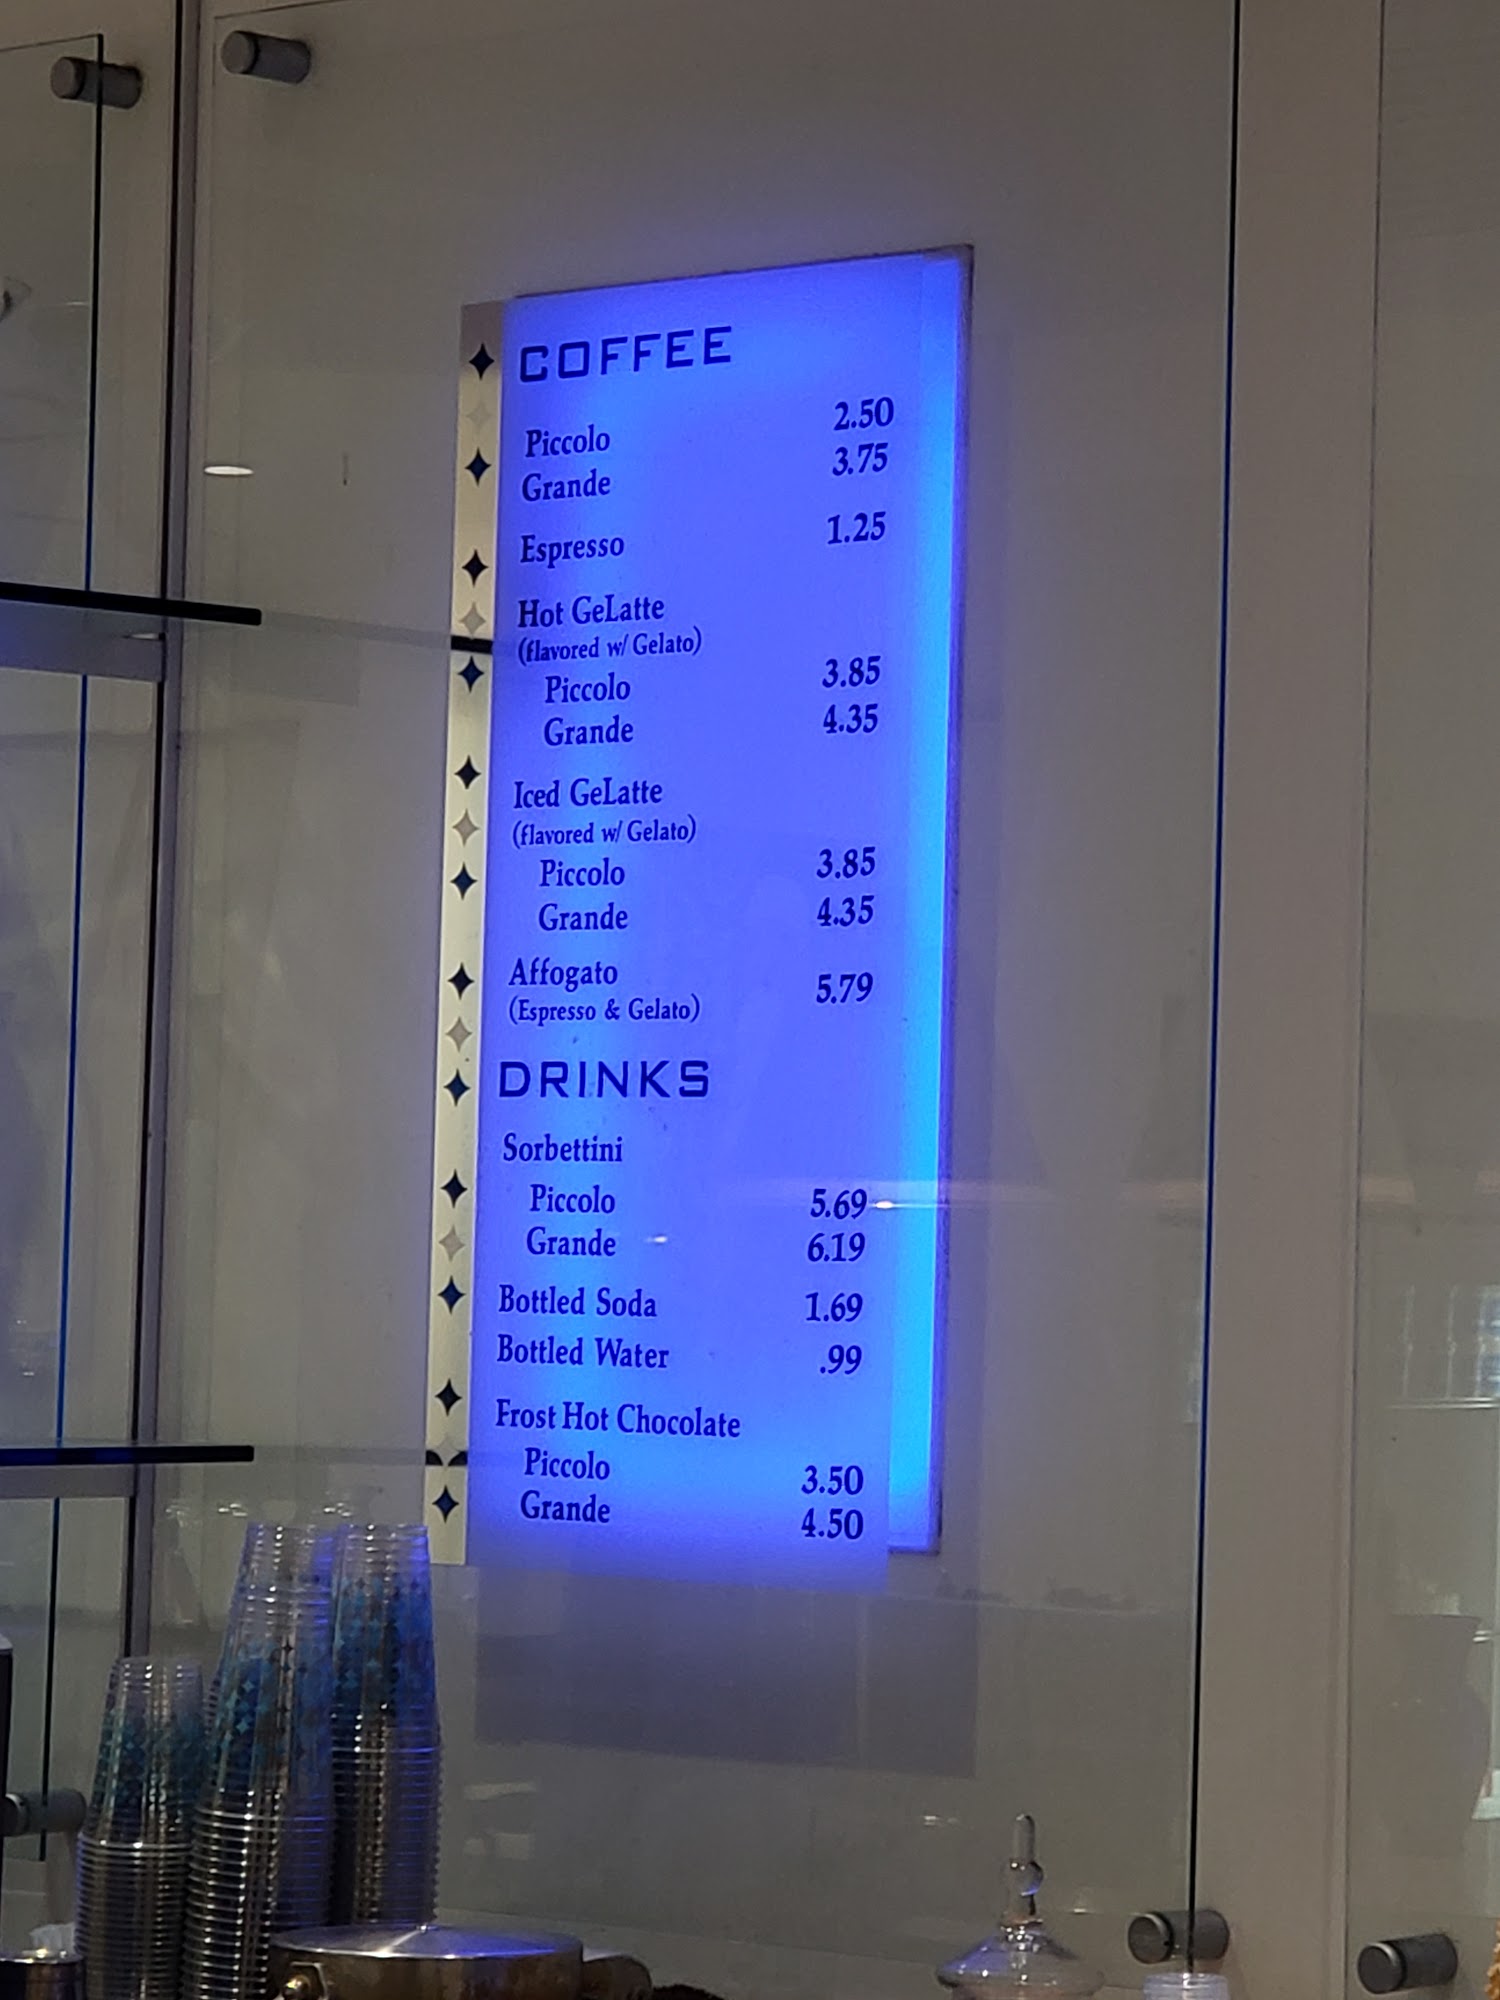 COFFEE
Piccolo 2.50
Grande 3.75
Espresso 1.25
Hot GeLatte
(flavored w/ Gelato)
Piccolo 3.85
Grande 4.35
Iced GeLatte
(flavored w/ Gelato)
Piccolo 3.85
Grande 4.35
Affogato 5.79
(Espresso & Gelato)
DRINKS
Sorbettini
Piccolo 5.69
Grande 6.19
Bottled Soda 1.69
Bottled Water .99
Frost Hot Chocolate
Piccolo 3.50
Grande 4.50